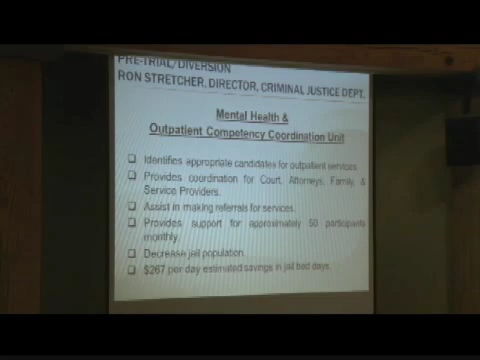 PRE-TRIAL/DIVERSION
RON STRETCHER, DIRECTOR, CRIMINAL JUSTICE DEPT.
Mental Health &
Outpatient Competency Coordination Unit
❑ Identifies appropriate candidates for outpatient services.
❑ Provides coordination for Court, Attorneys, Family, &
Service Providers.
❑ Assist in making referrals for services.
❑ Provides support for approximately 50 participants
monthly.
❑ Decrease jail population.
❑ $267 per day estimated savings in jail bed days.